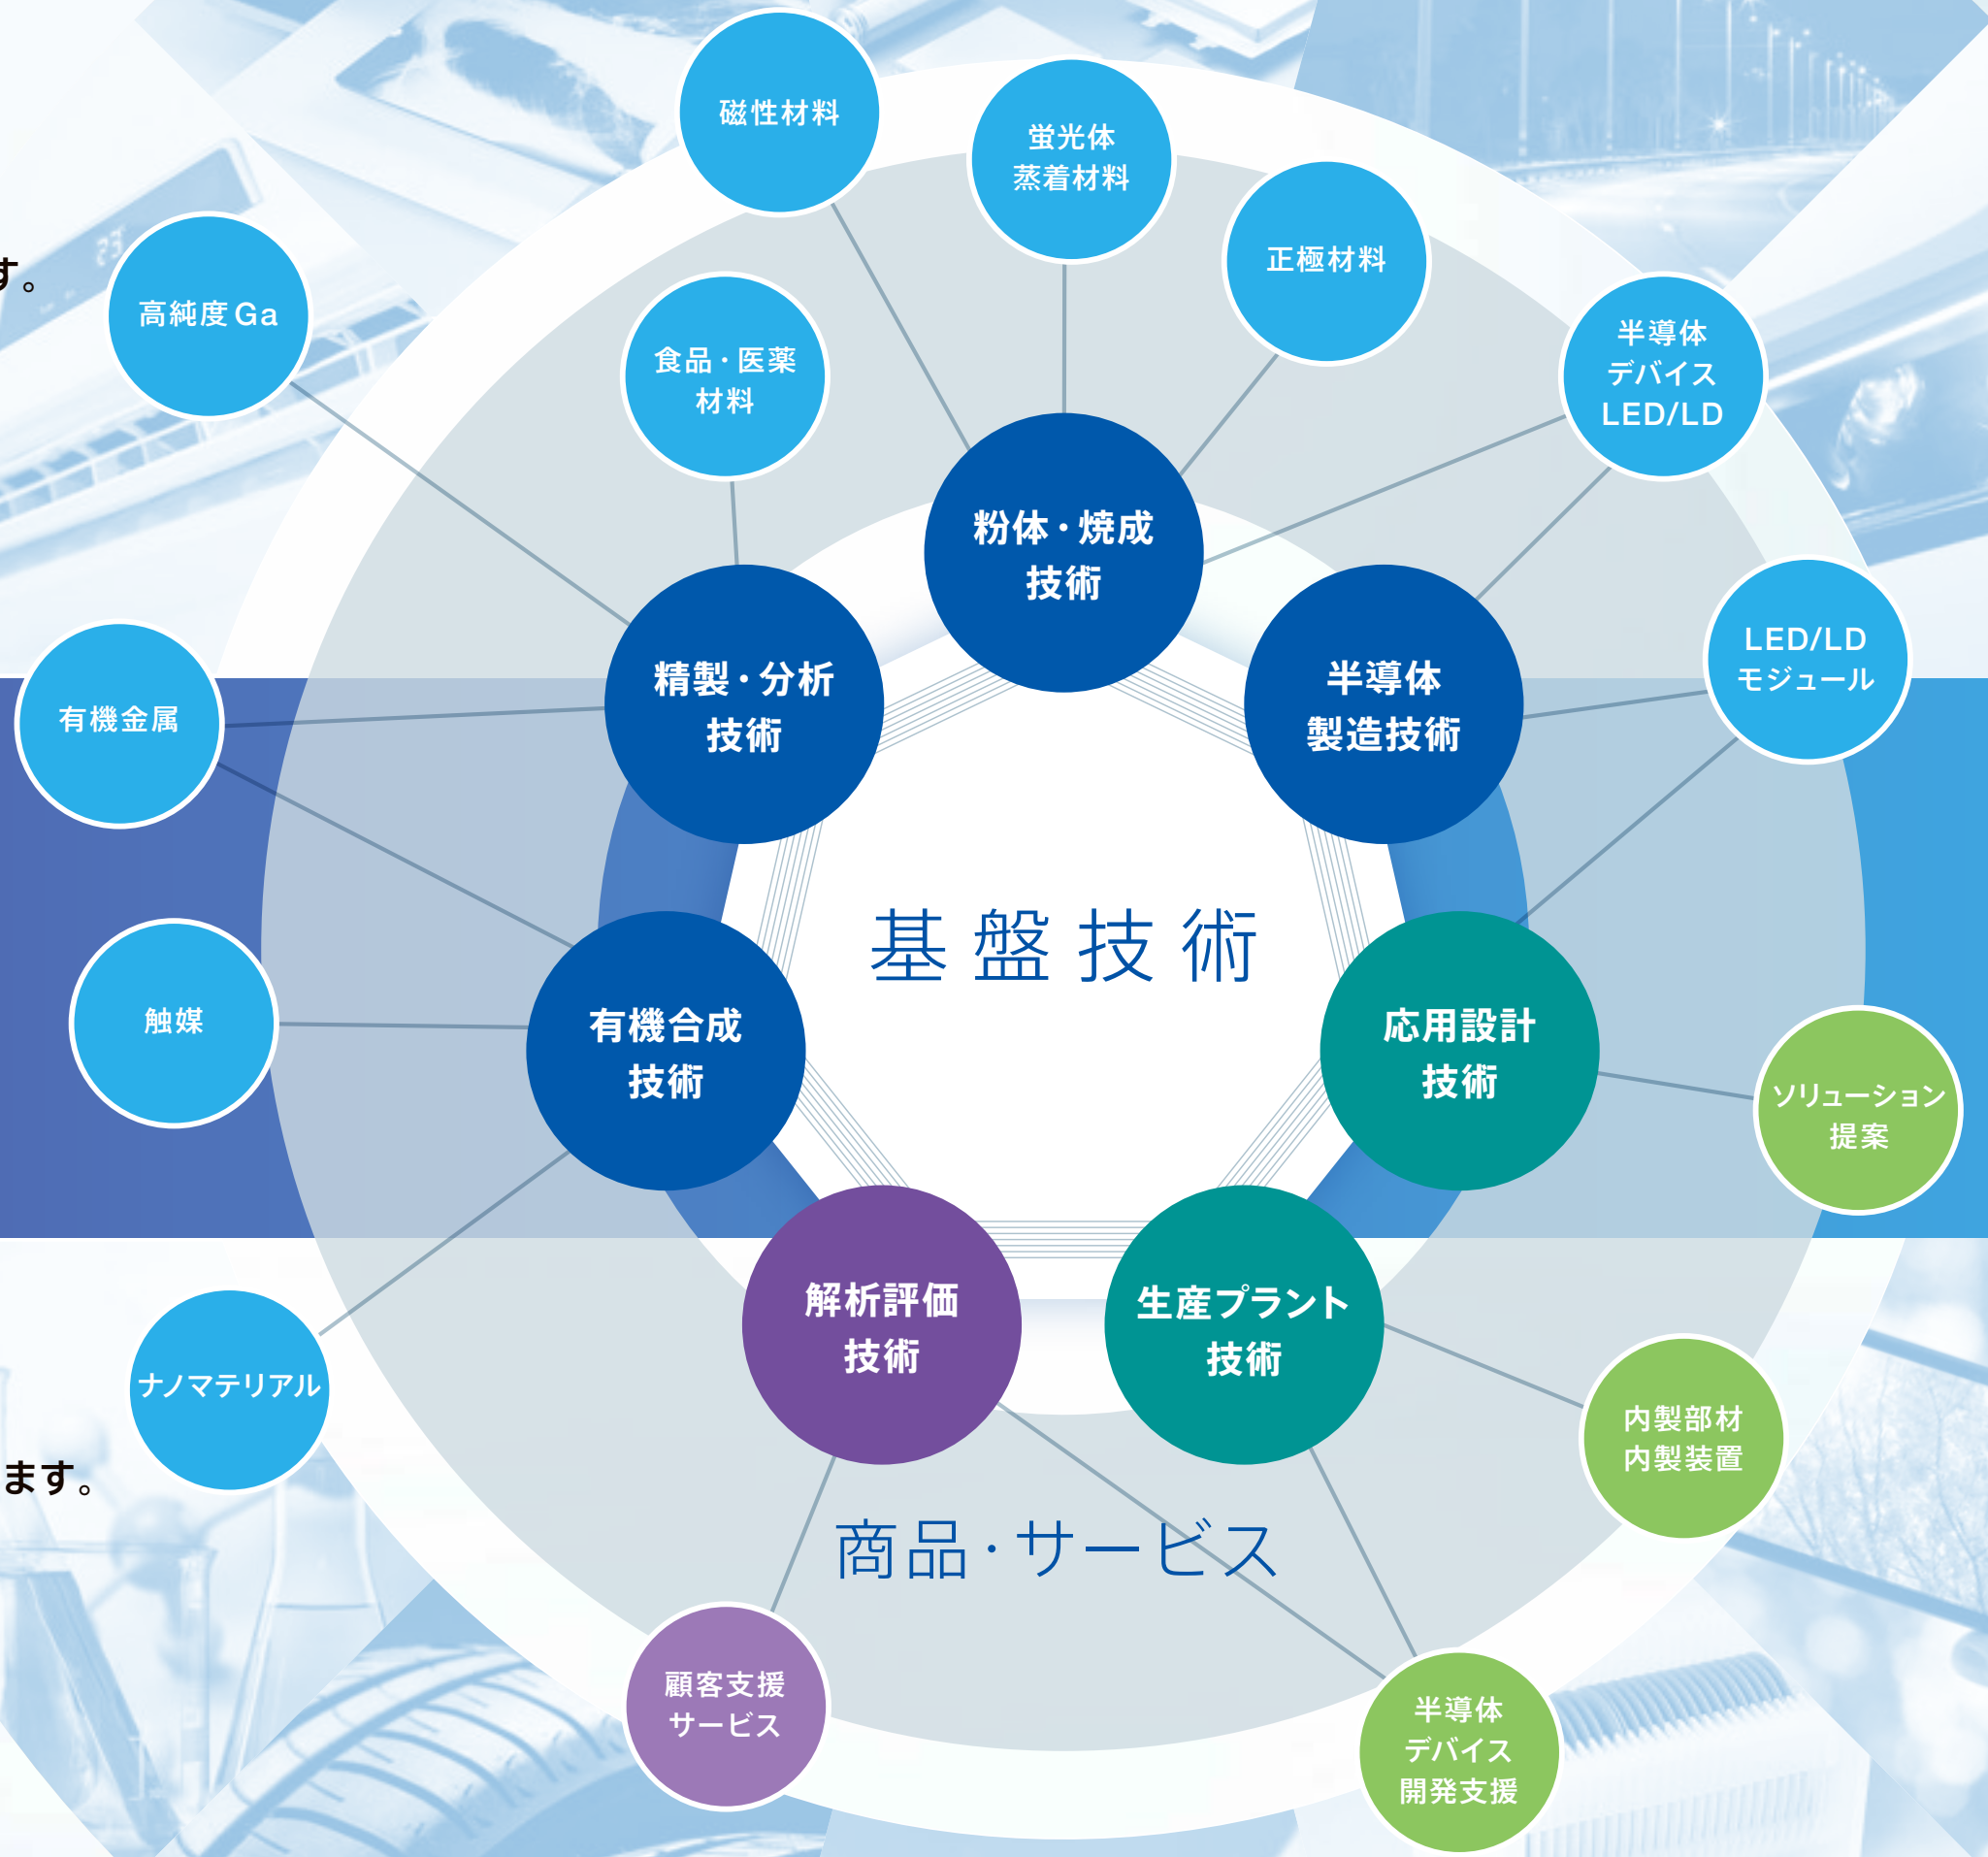 磁性材料
蛍光体
蒸着材料
正極材料
す。
高純度Ga
食品・医薬
材料
半導体
デバイス
LED/LD
粉体・焼成
技術
LED/LD
モジュール
有機金属
精製・分析
技術
半導体
製造技術
基盤技術
触媒
有機合成
技術
応用設計
技術
ソリューション
提案
解析評価
技術
生産プラント
技術
ナノマテリアル
内製部材
内製装置
ます。
商品・サービス
顧客支援
サービス
半導体
デバイス
開発支援